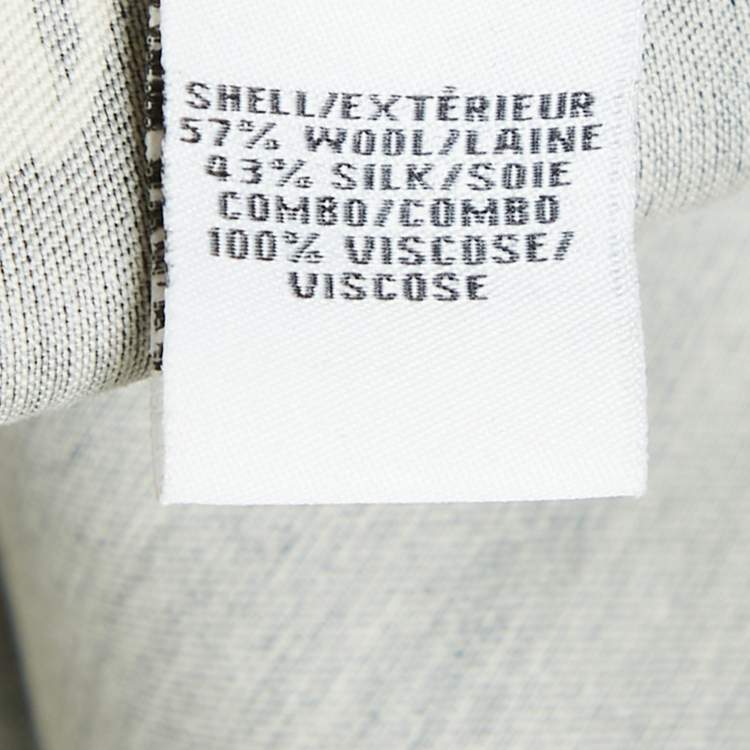 SHELL/EXTÉRIEUR
57% WOOL/LAINE
43% SILK/SOIE
COMBO/COMBO
100% VISCOSE/
VISCOSE